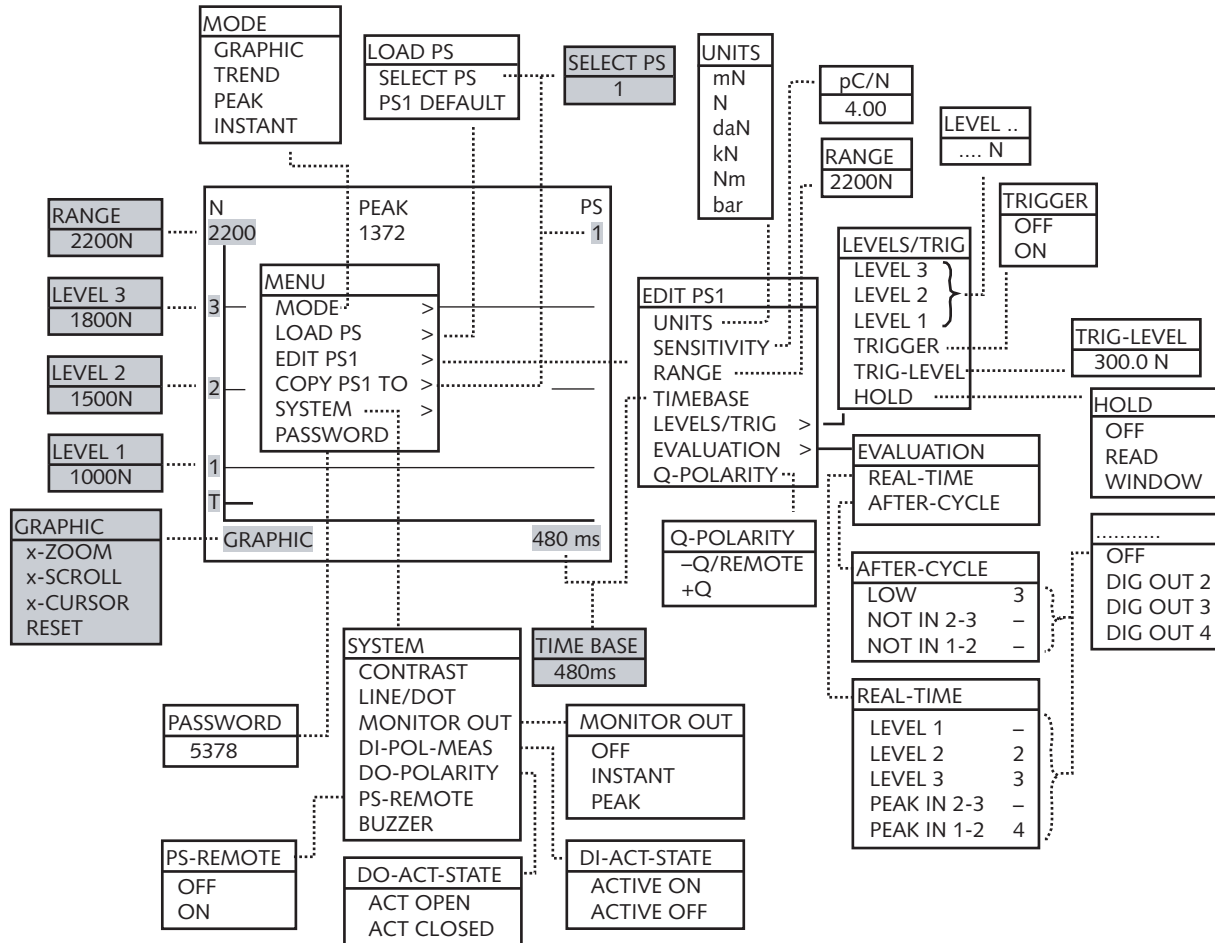 MODE
GRAPHIC
TREND
PEAK
INSTANT
LOAD PS
SELECT PS
PS1 DEFAULT
SELECT PS
1
UNITS
mN
N
daN
kN
Nm
bar
pC/N
4.00
RANGE
2200N
LEVEL ..
.... N
TRIGGER
OFF
ON
RANGE
2200N
LEVEL 3
1800N
LEVEL 2
1500N
LEVEL 1
1000N
GRAPHIC
x-ZOOM
x-SCROLL
x-CURSOR
RESET
N PEAK PS
2200 1372 1
3
2
1
T
GRAPHIC 480 ms
MENU
MODE >
LOAD PS >
EDIT PS1 >
COPY PS1 TO >
SYSTEM >
PASSWORD
EDIT PS1
UNITS
SENSITIVITY
RANGE
TIMEBASE
LEVELS/TRIG >
EVALUATION >
Q-POLARITY
LEVELS/TRIG
LEVEL 3
LEVEL 2
LEVEL 1
TRIGGER
TRIG-LEVEL
HOLD
TRIG-LEVEL
300.0 N
HOLD
OFF
READ
WINDOW
EVALUATION
REAL-TIME
AFTER-CYCLE
Q-POLARITY
–Q/REMOTE
+Q
AFTER-CYCLE
LOW 3
NOT IN 2-3 –
NOT IN 1-2 –
..........
OFF
DIG OUT 2
DIG OUT 3
DIG OUT 4
REAL-TIME
LEVEL 1 –
LEVEL 2 2
LEVEL 3 3
PEAK IN 2-3 –
PEAK IN 1-2 4
SYSTEM
CONTRAST
LINE/DOT
MONITOR OUT
DI-POL-MEAS
DO-POLARITY
PS-REMOTE
BUZZER
TIME BASE
480ms
PASSWORD
5378
MONITOR OUT
OFF
INSTANT
PEAK
PS-REMOTE
OFF
ON
DO-ACT-STATE
ACT OPEN
ACT CLOSED
DI-ACT-STATE
ACTIVE ON
ACTIVE OFF